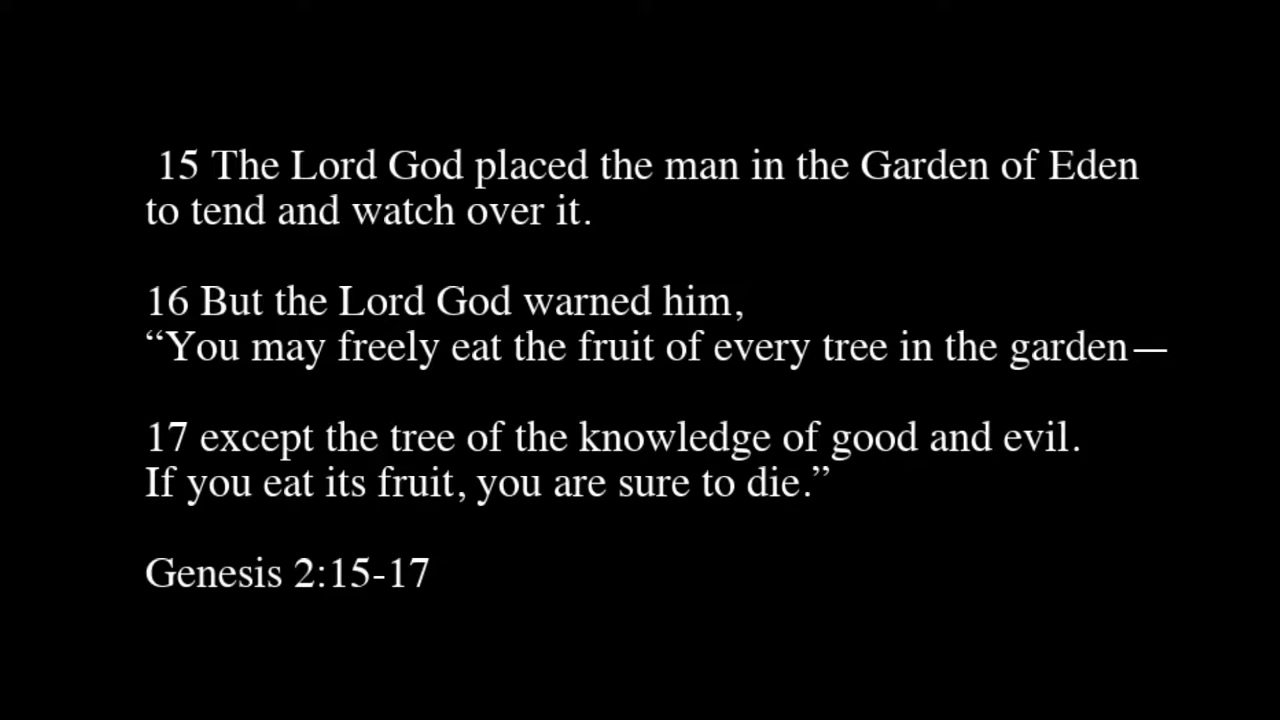 15 The Lord God placed the man in the Garden of Eden
to tend and watch over it.
16 But the Lord God warned him,
“You may freely eat the fruit of every tree in the garden—
17 except the tree of the knowledge of good and evil.
If you eat its fruit, you are sure to die.”
Genesis 2:15-17